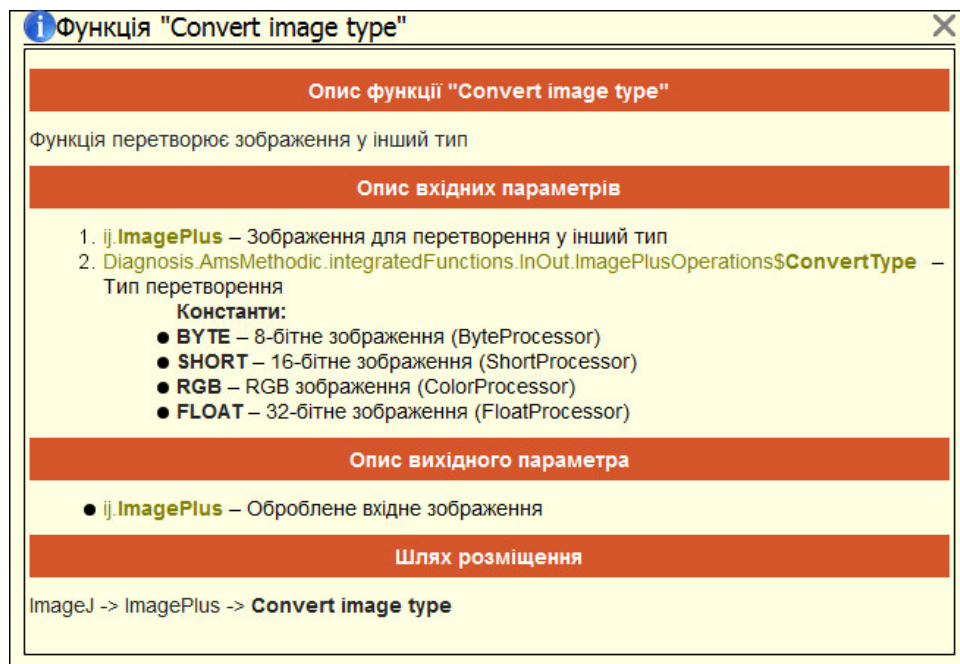 Функція "Convert image type"
Опис функції "Convert image type"
Функція перетворює зображення у інший тип
Опис вхідних параметрів
1. ij.ImagePlus – Зображення для перетворення у інший тип
2. Diagnosis.AmsMethodic.integratedFunctions.InOut.ImagePlusOperations$ConvertType –
Тип перетворення
Константи:
● BYTE – 8-бітне зображення (ByteProcessor)
● SHORT – 16-бітне зображення (ShortProcessor)
● RGB – RGB зображення (ColorProcessor)
● FLOAT – 32-бітне зображення (FloatProcessor)
Опис вихідного параметра
● ij.ImagePlus – Оброблене вхідне зображення
Шлях розміщення
ImageJ -> ImagePlus -> Convert image type